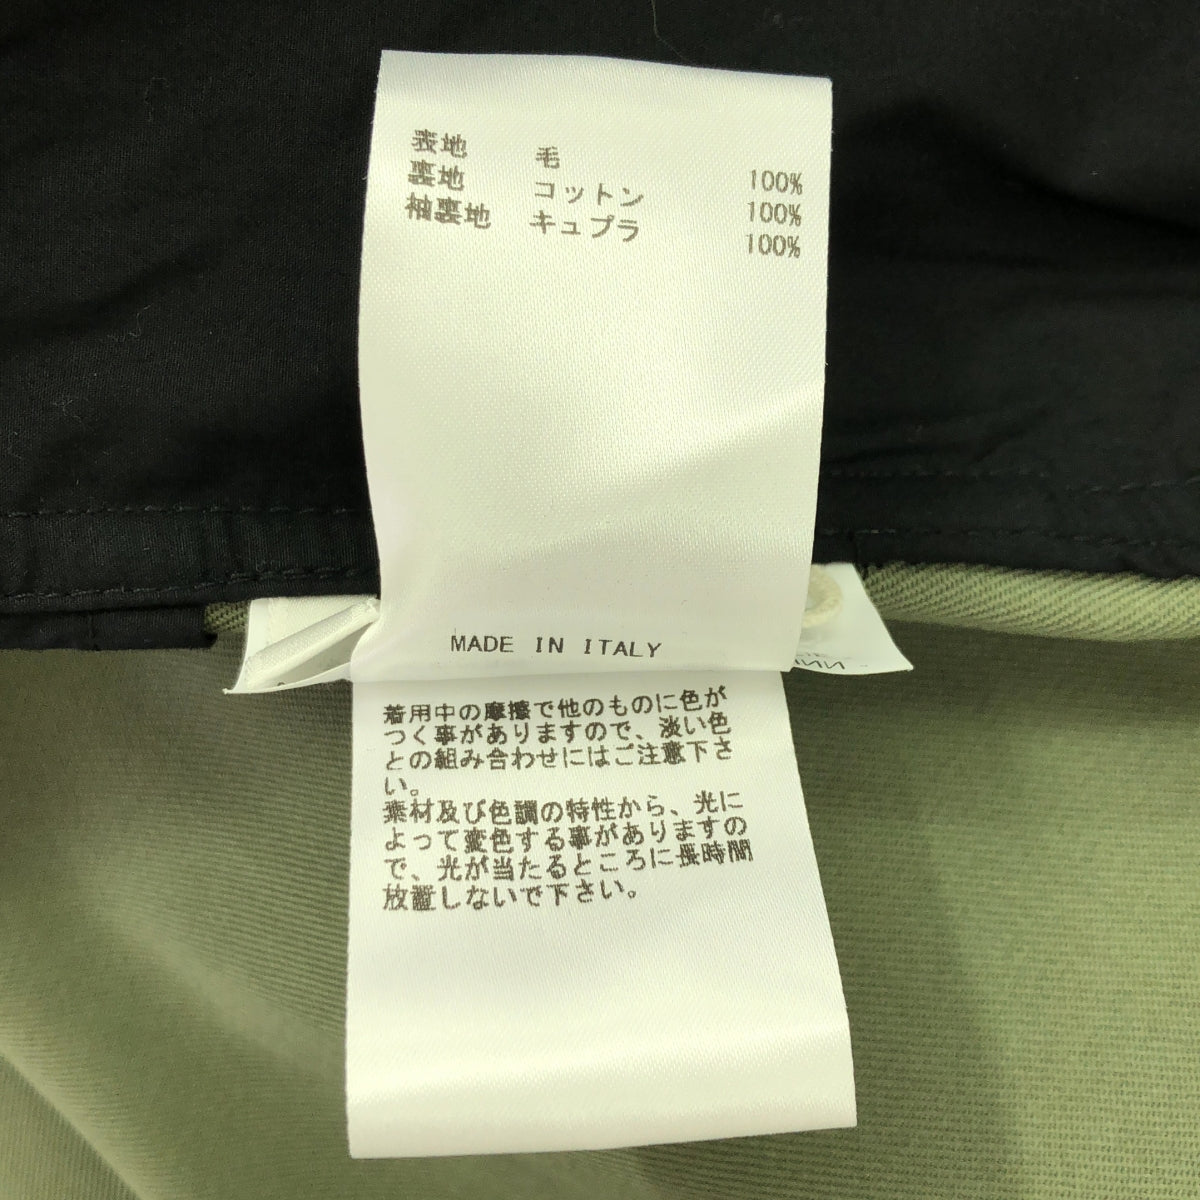 表地 毛 100%
裏地 コットン 100%
袖裏地 キュプラ 100%
MADE IN ITALY
着用中の摩擦で他のものに色が
つく事がありますので、淡い色
との組み合わせにはご注意下さ
い。
素材及び色調の特性から、光に
よって変色する事がありますの
で、光が当たるところに長時間
放置しないで下さい。